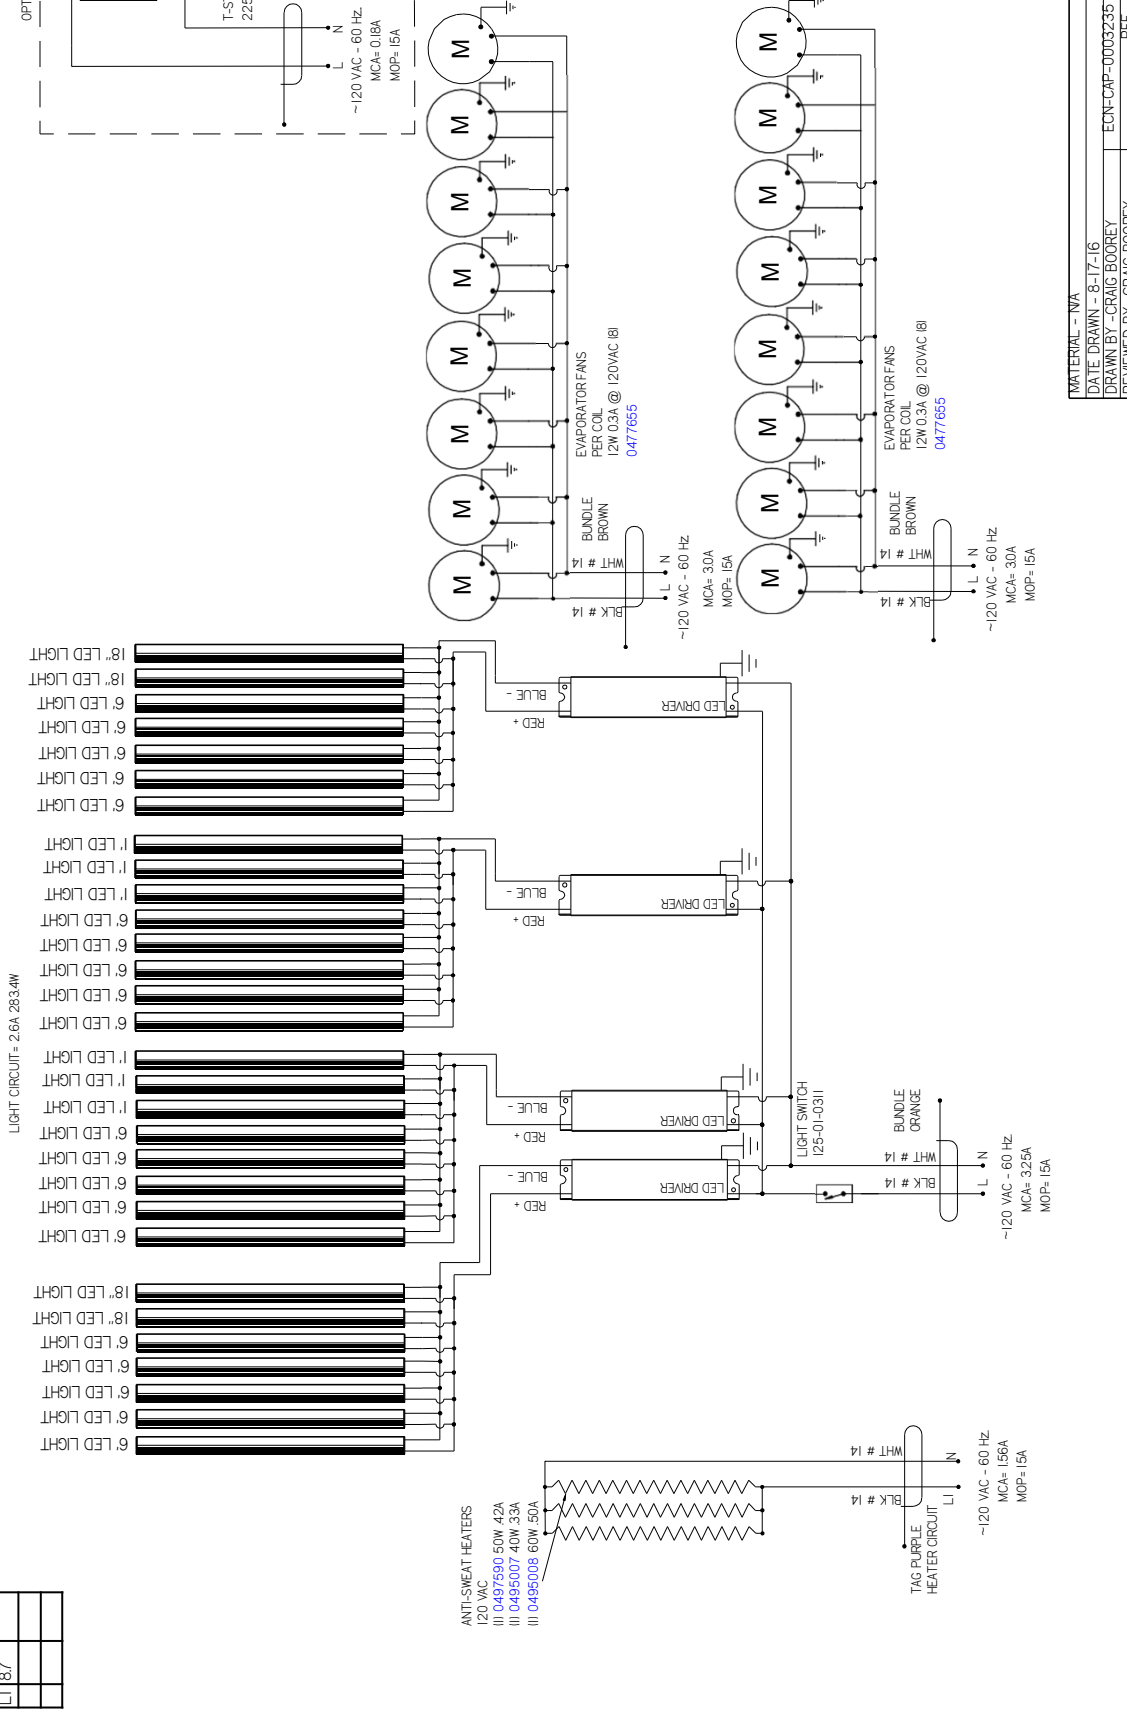 OPT
T-S
225
N
L
~120 VAC - 60 Hz.
MCA= 0.18A
MOP= 15A
M
M
M
M
M
M
M
M
EVAPORATOR FANS
PER COIL
12W 0.3A @ 120VAC (8)
0477655
BUNDLE
BROWN
WHT # 14
BLK # 14
L N
~120 VAC - 60 Hz
MCA= 3.0A
MOP= 15A
M
M
M
M
M
M
M
M
EVAPORATOR FANS
PER COIL
12W 0.3A @ 120VAC (8)
0477655
BUNDLE
BROWN
WHT # 14
BLK # 14
L N
~120 VAC - 60 Hz
MCA= 3.0A
MOP= 15A
MATERIAL - N/A
DATE DRAWN - 8-17-16
DRAWN BY -CRAIG BOOREY
ECN-CAP-0003235
REVIEWED BY -CRAIG BOOREY
LIGHT CIRCUIT= 2.6A 283.4W
18" LED LIGHT
18" LED LIGHT
6' LED LIGHT
6' LED LIGHT
6' LED LIGHT
6' LED LIGHT
6' LED LIGHT
BLUE -
RED +
LED DRIVER
1' LED LIGHT
1' LED LIGHT
1' LED LIGHT
6' LED LIGHT
6' LED LIGHT
6' LED LIGHT
6' LED LIGHT
6' LED LIGHT
BLUE -
RED +
LED DRIVER
1' LED LIGHT
1' LED LIGHT
1' LED LIGHT
6' LED LIGHT
6' LED LIGHT
6' LED LIGHT
6' LED LIGHT
6' LED LIGHT
BLUE -
RED +
LED DRIVER
18" LED LIGHT
18" LED LIGHT
6' LED LIGHT
6' LED LIGHT
6' LED LIGHT
6' LED LIGHT
6' LED LIGHT
BLUE -
RED +
LED DRIVER
LIGHT SWITCH
125-01-0311
BUNDLE
ORANGE
WHT # 14
BLK # 14
L N
~120 VAC - 60 Hz.
MCA= 3.25A
MOP= 15A
ANTI-SWEAT HEATERS
120 VAC
(1) 0497590 50W .42A
(1) 0495007 40W .33A
(1) 0495008 60W .50A
WHT # 14
BLK # 14
TAG PURPLE
HEATER CIRCUIT
L1 N
~120 VAC - 60 Hz.
MCA= 1.56A
MOP= 15A
L1 8.7